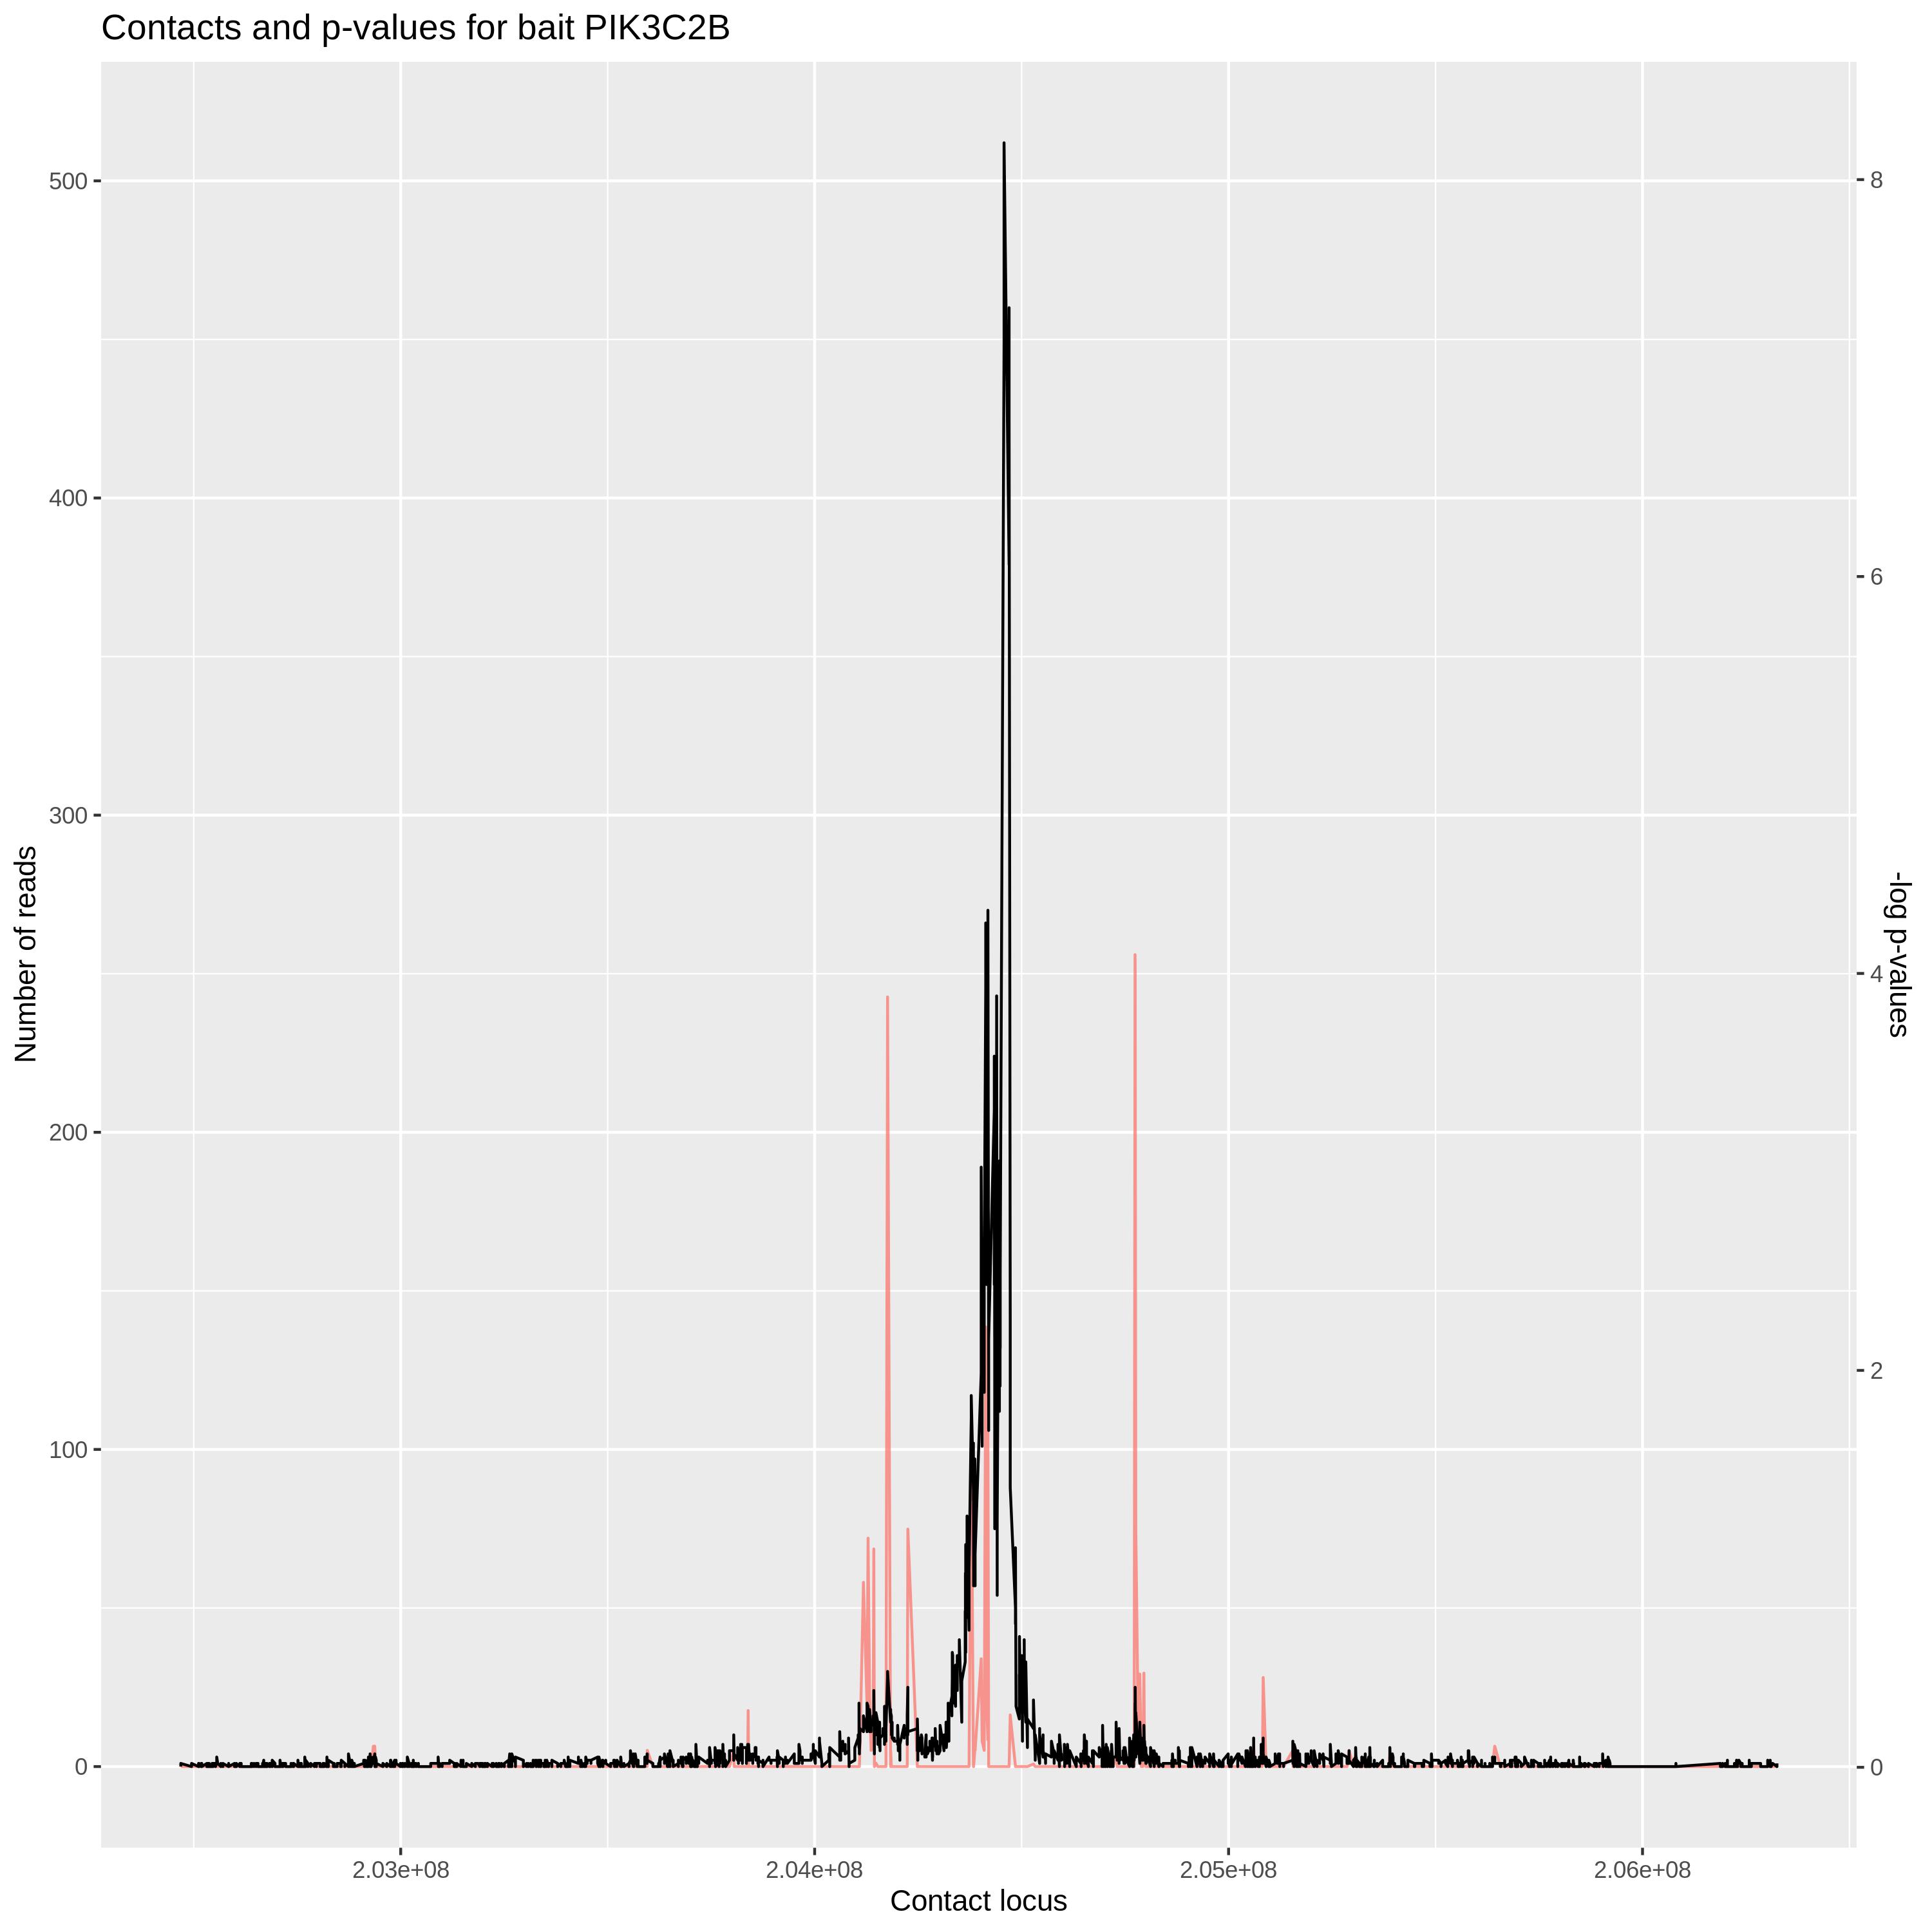 Contacts and p-values for bait PIK3C2B
Number of reads
500
400
300
200
100
0
8
6
4
2
0
-log p-values
2.03e+08
2.04e+08
2.05e+08
2.06e+08
Contact locus